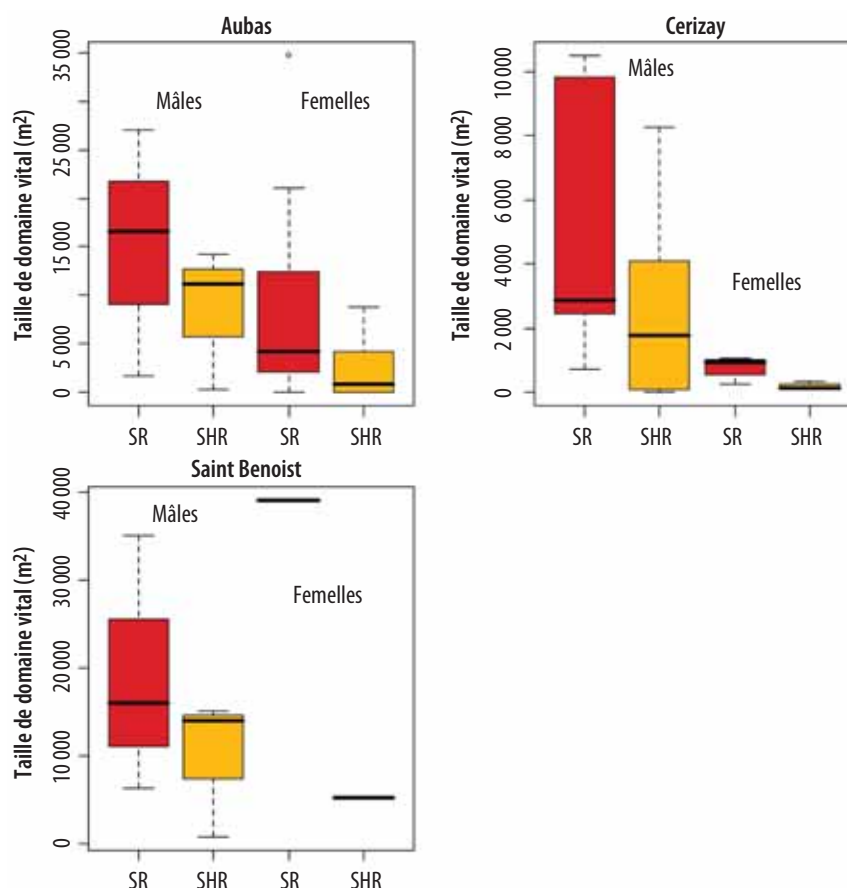 Aubas
Taille de domaine vital (m²)
35 000
25 000
15 000
5 000
0
Mâles
Femelles
SR SHR SR SHR
Cerizay
Taille de domaine vital (m²)
10 000
8 000
6 000
4 000
2 000
0
Mâles
Femelles
SR SHR SR SHR
Saint Benoist
Taille de domaine vital (m²)
40 000
30 000
20 000
10 000
0
Mâles
Femelles
SR SHR SR SHR